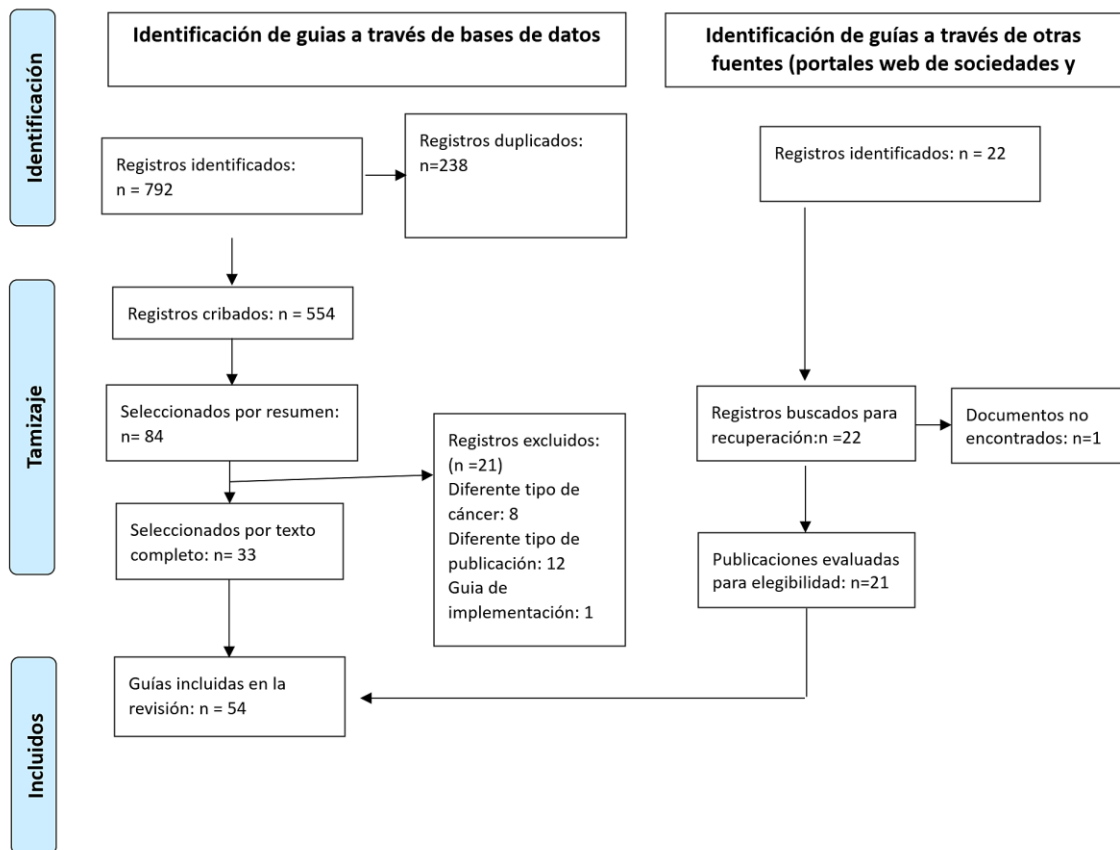 Identificación de guias a través de bases de datos
Identificación de guías a través de otras
fuentes (portales web de sociedades y
Identificación
Registros identificados:
n = 792
Registros duplicados:
n=238
Registros identificados: n = 22
Tamizaje
Registros cribados: n = 554
Seleccionados por resumen:
n= 84
Registros excluidos:
(n =21)
Diferente tipo de
cáncer: 8
Diferente tipo de
publicación: 12
Guia de
implementación: 1
Seleccionados por texto
completo: n= 33
Registros buscados para
recuperación:n =22
Documentos no
encontrados: n=1
Publicaciones evaluadas
para elegibilidad: n=21
Incluidos
Guías incluidas en la
revisión: n = 54